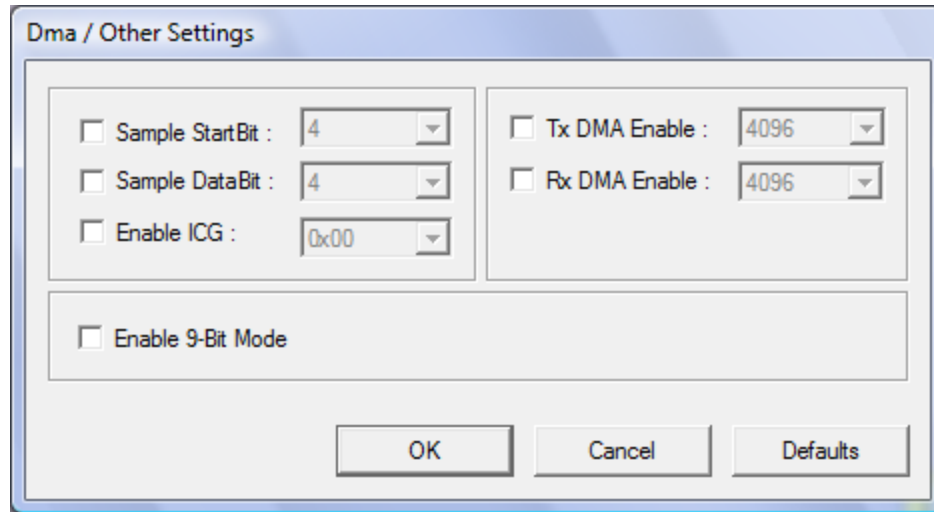 Dma / Other Settings
Sample StartBit : 4
Sample DataBit : 4
Enable ICG : 0x00
Tx DMA Enable : 4096
Rx DMA Enable : 4096
Enable 9-Bit Mode
OK Cancel Defaults